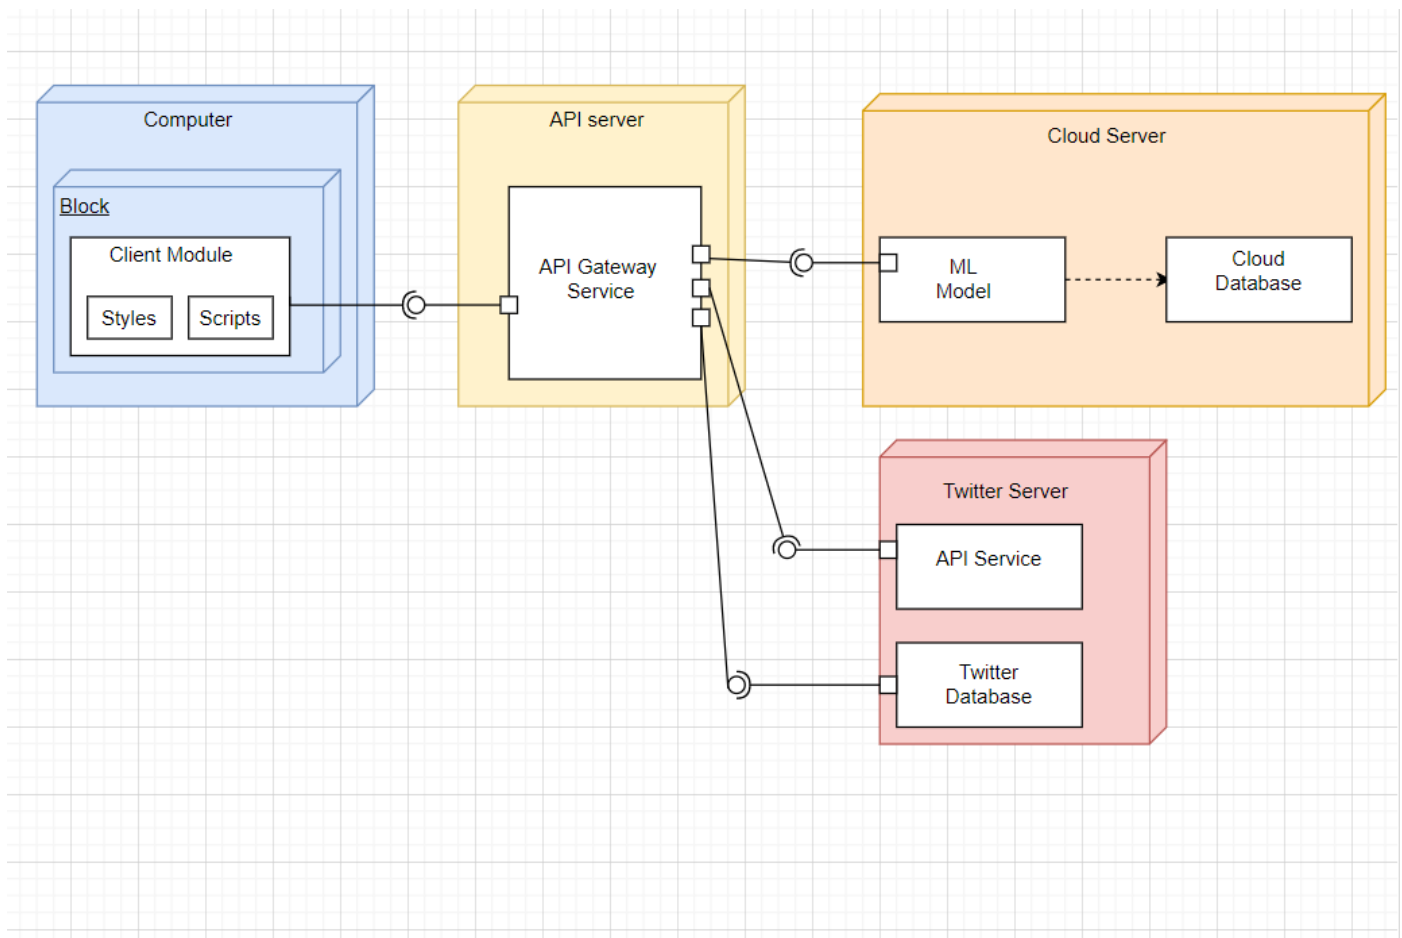 Computer
Block
Client Module
Styles
Scripts
API server
API Gateway
Service
Cloud Server
ML
Model
Cloud
Database
Twitter Server
API Service
Twitter
Database